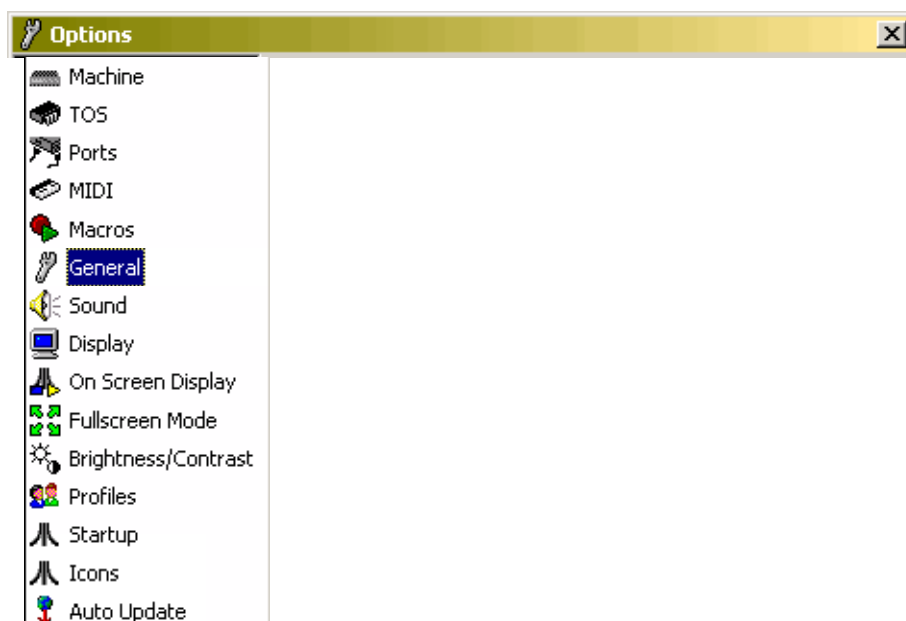 Options
Machine
TOS
Ports
MIDI
Macros
General
Sound
Display
On Screen Display
Fullscreen Mode
Brightness/Contrast
Profiles
Startup
Icons
Auto Update